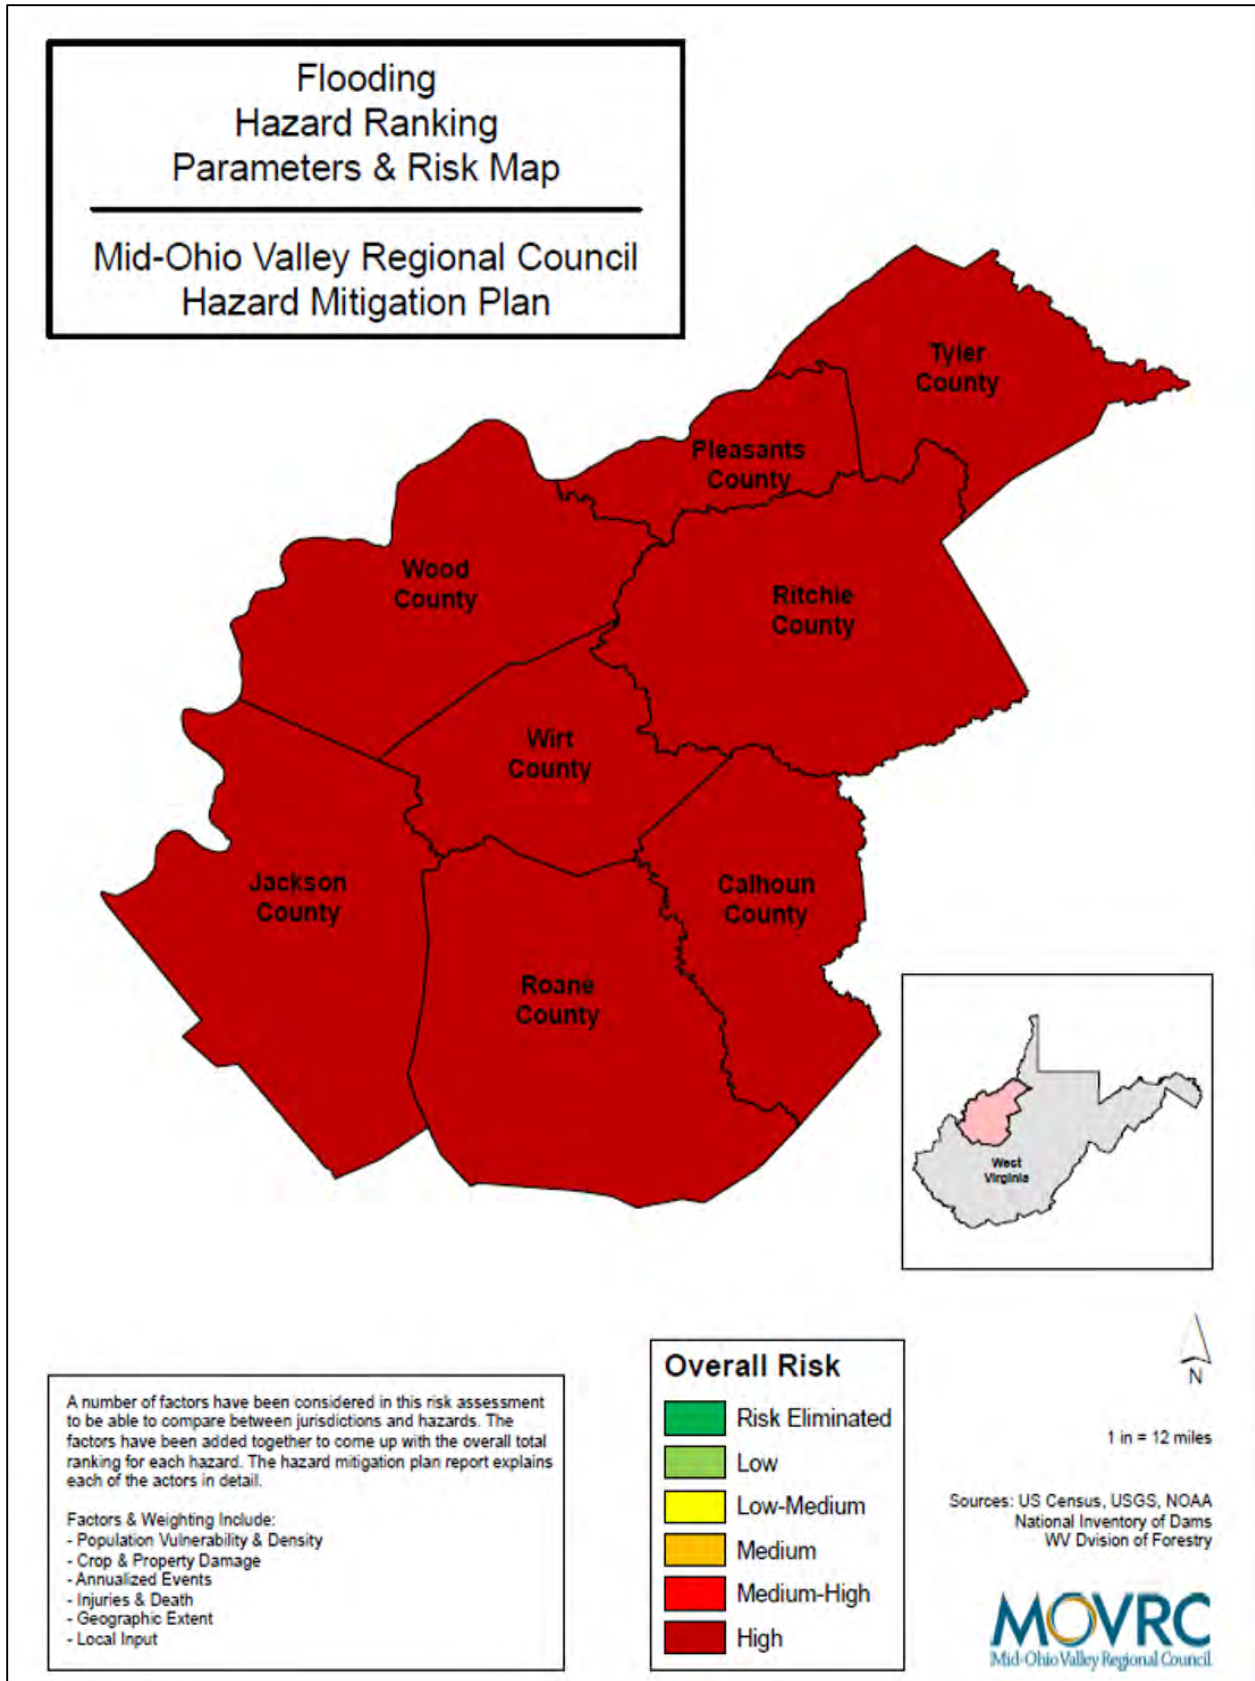 Flooding
Hazard Ranking
Parameters & Risk Map
Mid-Ohio Valley Regional Council
Hazard Mitigation Plan
Tyler
County
Pleasants
County
Wood
County
Ritchie
County
Wirt
County
Jackson
County
Calhoun
County
Roane
County
West
Virginia
A number of factors have been considered in this risk assessment
to be able to compare between jurisdictions and hazards. The
factors have been added together to come up with the overall total
ranking for each hazard. The hazard mitigation plan report explains
each of the actors in detail.
Factors & Weighting Include:
- Population Vulnerability & Density
- Crop & Property Damage
- Annualized Events
- Injuries & Death
- Geographic Extent
- Local Input
Overall Risk
Risk Eliminated
Low
Low-Medium
Medium
Medium-High
High
N
1 in = 12 miles
Sources: US Census, USGS, NOAA
National Inventory of Dams
WV Dvision of Forestry
MOVRC
Mid-Ohio Valley Regional Council